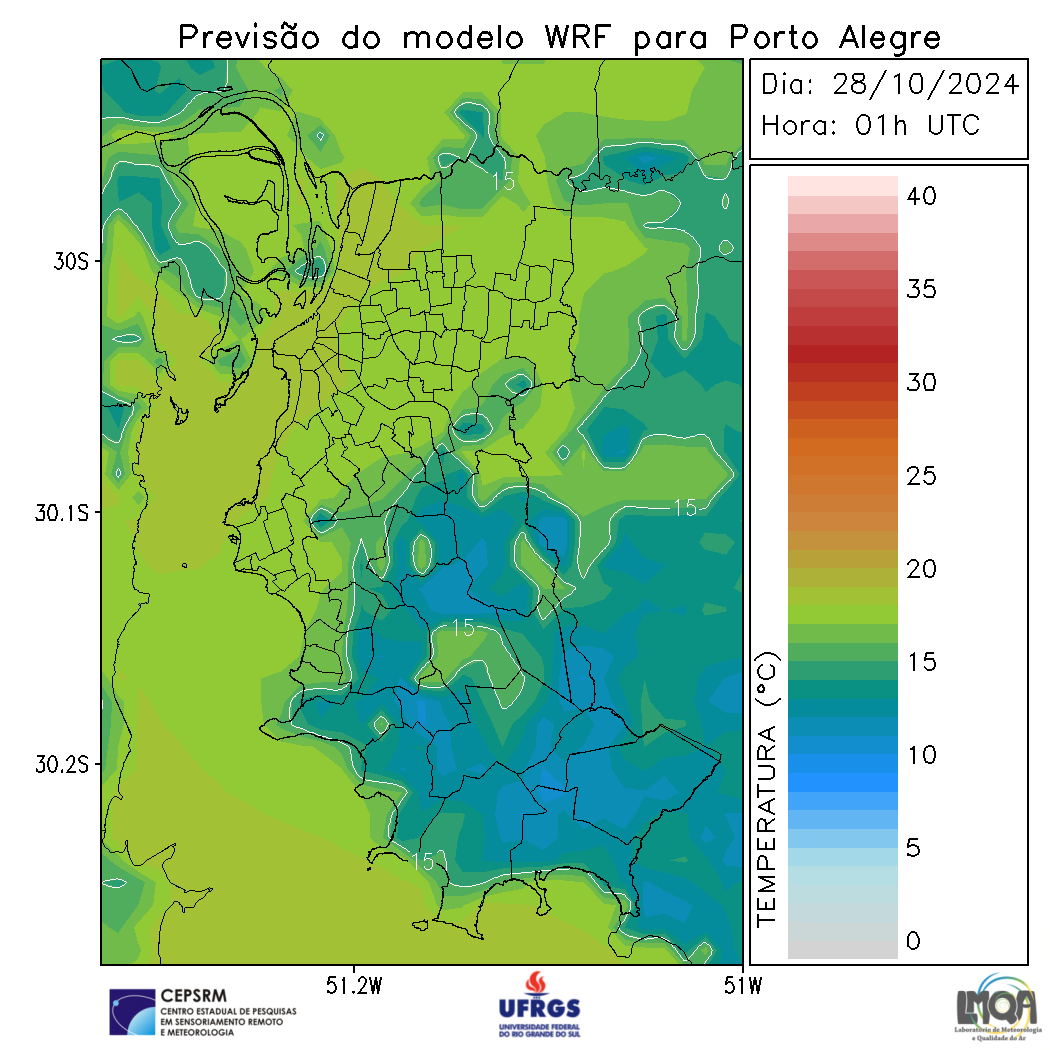 Previsão do modelo WRF para Porto Alegre
Dia: 28/10/2024
Hora: 01h UTC
40
35
30
25
20
15
10
5
0
TEMPERATURA (°C)
30S
30.1S
30.2S
51.2W
51W
15
15
15
15
CEPSRM
CENTRO ESTADUAL DE PESQUISAS
EM SENSORIAMENTO REMOTO
E METEOROLOGIA
UFRGS
UNIVERSIDADE FEDERAL
DO RIO GRANDE DO SUL
LMQA
Laboratório de Meteorologia
e Qualidade do Ar